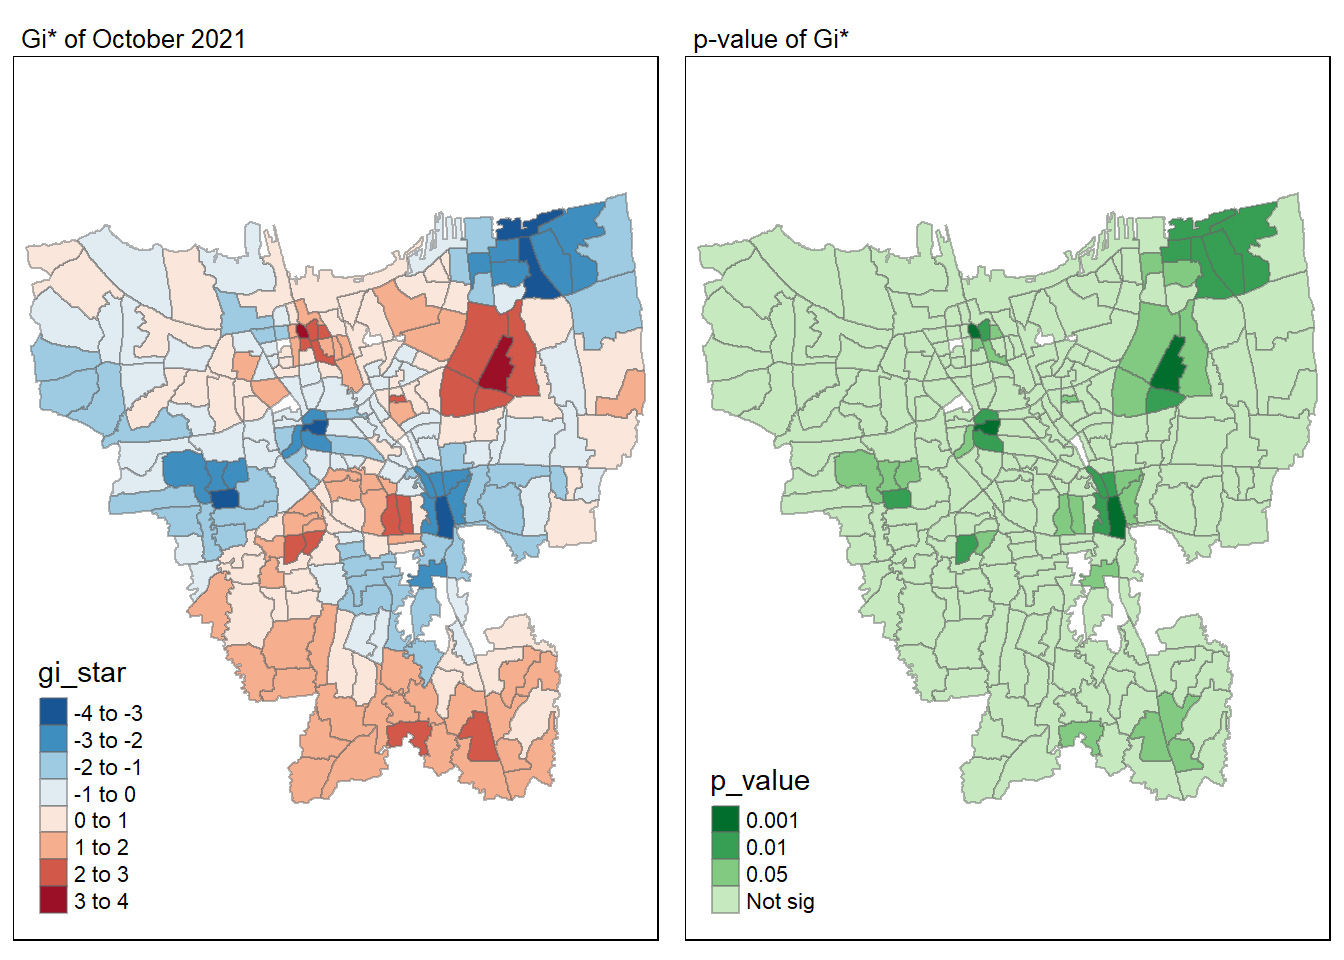 Gi* of October 2021
gi_star
-4 to -3
-3 to -2
-2 to -1
-1 to 0
0 to 1
1 to 2
2 to 3
3 to 4
p-value of Gi*
p_value
0.001
0.01
0.05
Not sig